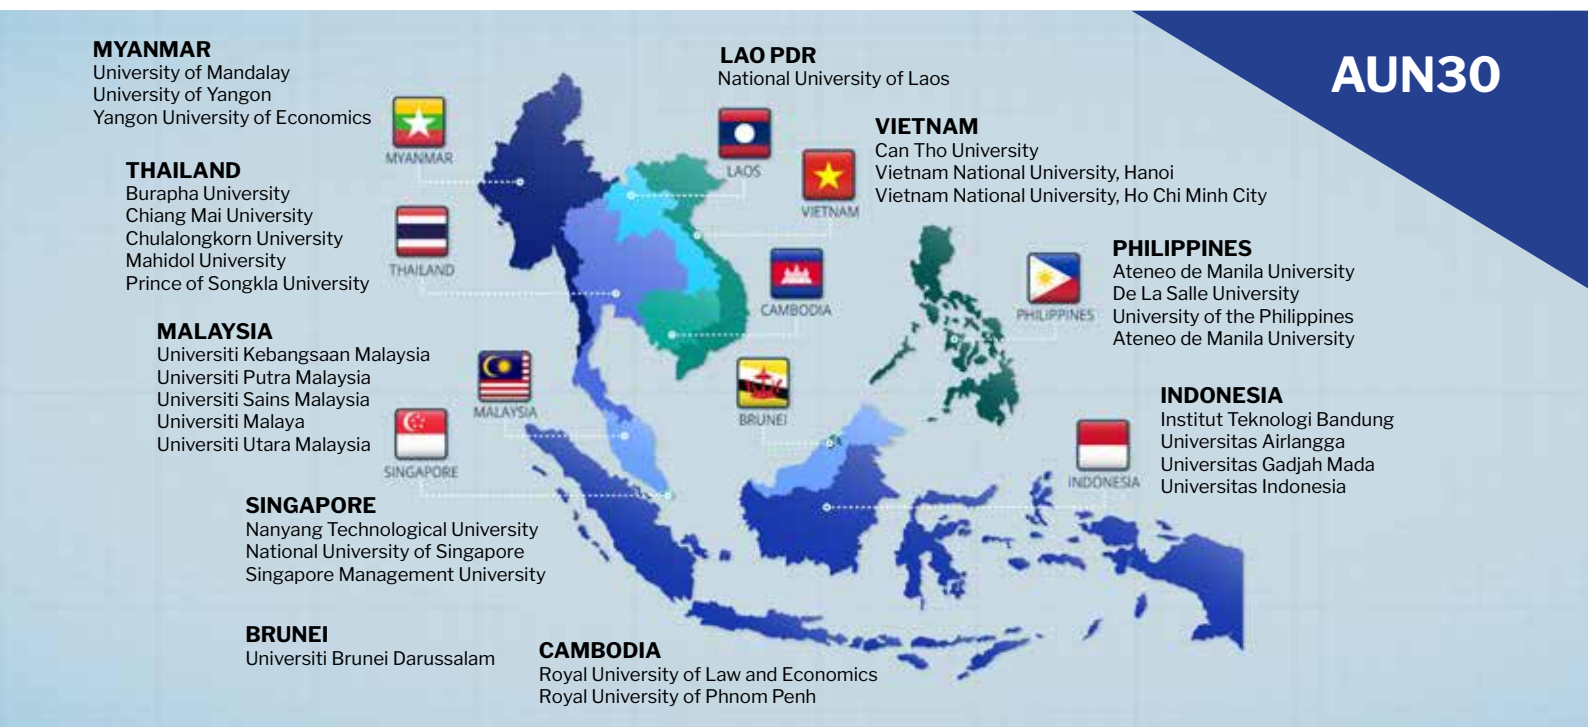 AUN30
MYANMAR
University of Mandalay
University of Yangon
Yangon University of Economics
MYANMAR
LAO PDR
National University of Laos
LAOS
VIETNAM
Can Tho University
Vietnam National University, Hanoi
Vietnam National University, Ho Chi Minh City
VIETNAM
THAILAND
Burapha University
Chiang Mai University
Chulalongkorn University
Mahidol University
Prince of Songkla University
THAILAND
CAMBODIA
PHILIPPINES
Ateneo de Manila University
De La Salle University
University of the Philippines
Ateneo de Manila University
PHILIPPINES
MALAYSIA
Universiti Kebangsaan Malaysia
Universiti Putra Malaysia
Universiti Sains Malaysia
Universiti Malaya
Universiti Utara Malaysia
MALAYSIA
BRUNEI
INDONESIA
Institut Teknologi Bandung
Universitas Airlangga
Universitas Gadjah Mada
Universitas Indonesia
INDONESIA
SINGAPORE
SINGAPORE
Nanyang Technological University
National University of Singapore
Singapore Management University
BRUNEI
Universiti Brunei Darussalam
CAMBODIA
Royal University of Law and Economics
Royal University of Phnom Penh